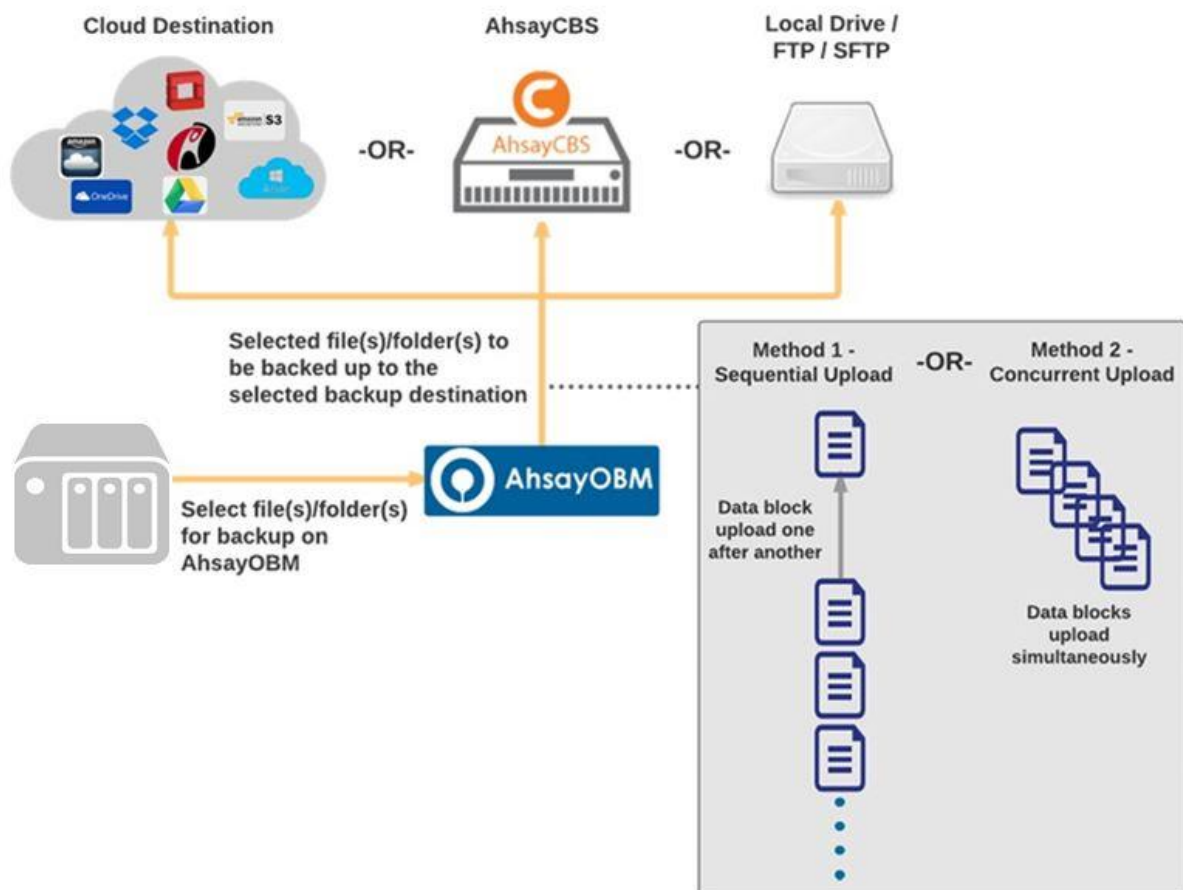 Cloud Destination
AhsayCBS
Local Drive /
FTP / SFTP
amazon
S3
amazon
OneDrive
-OR-
AhsayCBS
-OR-
Selected file(s)/folder(s) to
be backed up to the
selected backup destination
AhsayOBM
Select file(s)/folder(s)
for backup on
AhsayOBM
Method 1 -
Sequential Upload
-OR-
Method 2 -
Concurrent Upload
Data block
upload one
after another
Data blocks
upload
simultaneously